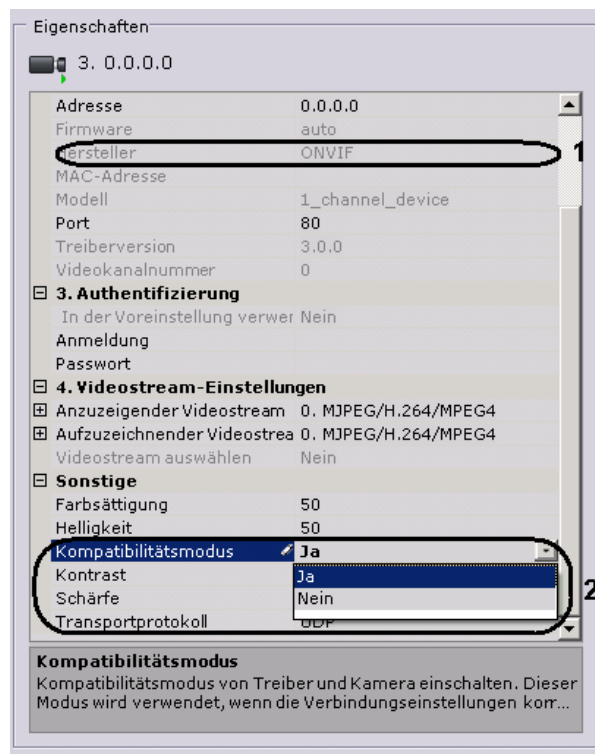 Eigenschaften
3. 0.0.0.0
Adresse 0.0.0.0
Firmware auto
Hersteller ONVIF 1
MAC-Adresse
Modell 1_channel_device
Port 80
Treiberversion 3.0.0
Videokanalnummer 0
3. Authentifizierung
In der Voreinstellung verwer Nein
Anmeldung
Passwort
4. Videostream-Einstellungen
Anzuzeigender Videostream 0. MJPEG/H.264/MPEG4
Aufzuzeichnender Videostrea 0. MJPEG/H.264/MPEG4
Videostream auswählen Nein
Sonstige
Farbsättigung 50
Helligkeit 50
Kompatibilitätsmodus Ja
Kontrast Ja
Schärfe Nein 2
Transportprotokoll UDP
Kompatibilitätsmodus
Kompatibilitätsmodus von Treiber und Kamera einschalten. Dieser
Modus wird verwendet, wenn die Verbindungseinstellungen korr...